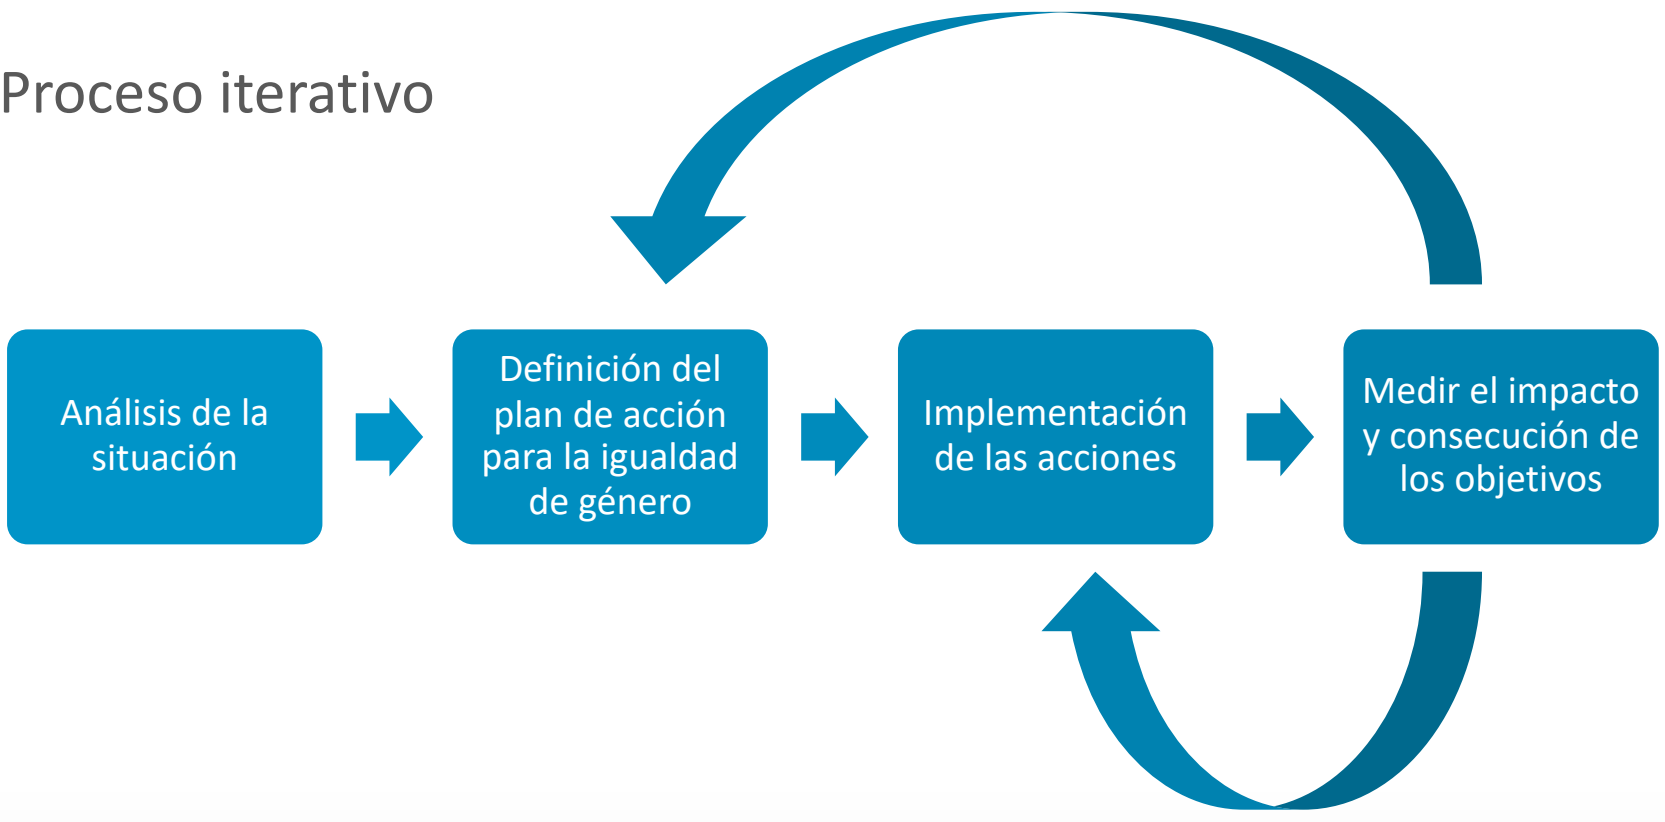 Proceso iterativo
Análisis de la
situación
Definición del
plan de acción
para la igualdad
de género
Implementación
de las acciones
Medir el impacto
y consecución de
los objetivos